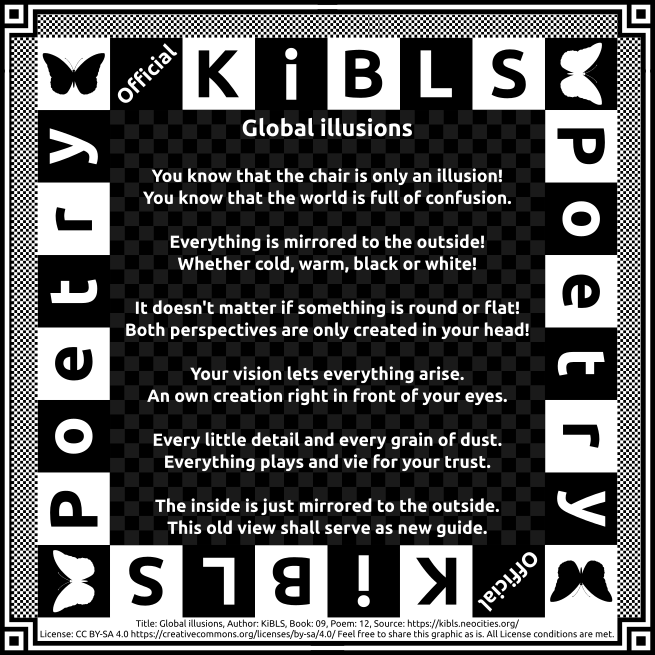 Official KiBLS
Poetry
Poetry
Global illusions
You know that the chair is only an illusion!
You know that the world is full of confusion.
Everything is mirrored to the outside!
Whether cold, warm, black or white!
It doesn't matter if something is round or flat!
Both perspectives are only created in your head!
Your vision lets everything arise.
An own creation right in front of your eyes.
Every little detail and every grain of dust.
Everything plays and vie for your trust.
The inside is just mirrored to the outside.
This old view shall serve as new guide.
Official KiBLS
Title: Global illusions, Author: KiBLS, Book: 09, Poem: 12, Source: https://kibls.neocities.org/
License: CC BY-SA 4.0 https://creativecommons.org/licenses/by-sa/4.0/ Feel free to share this graphic as is. All License conditions are met.